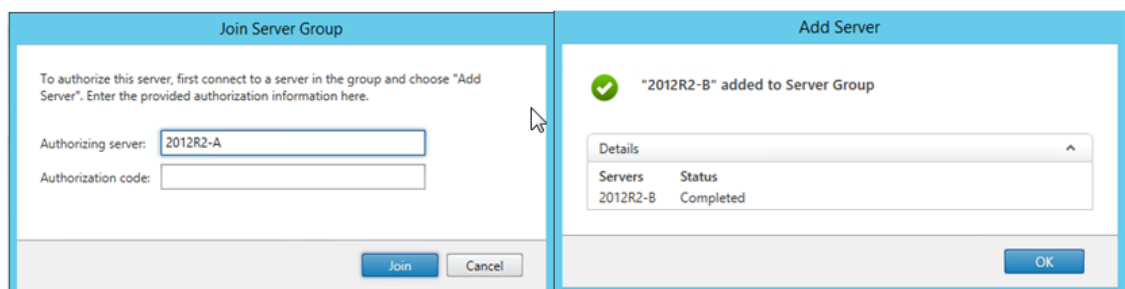 Join Server Group
To authorize this server, first connect to a server in the group and choose "Add
Server". Enter the provided authorization information here.
Authorizing server: 2012R2-A
Authorization code:
Join Cancel
Add Server
"2012R2-B" added to Server Group
Details
Servers Status
2012R2-B Completed
OK